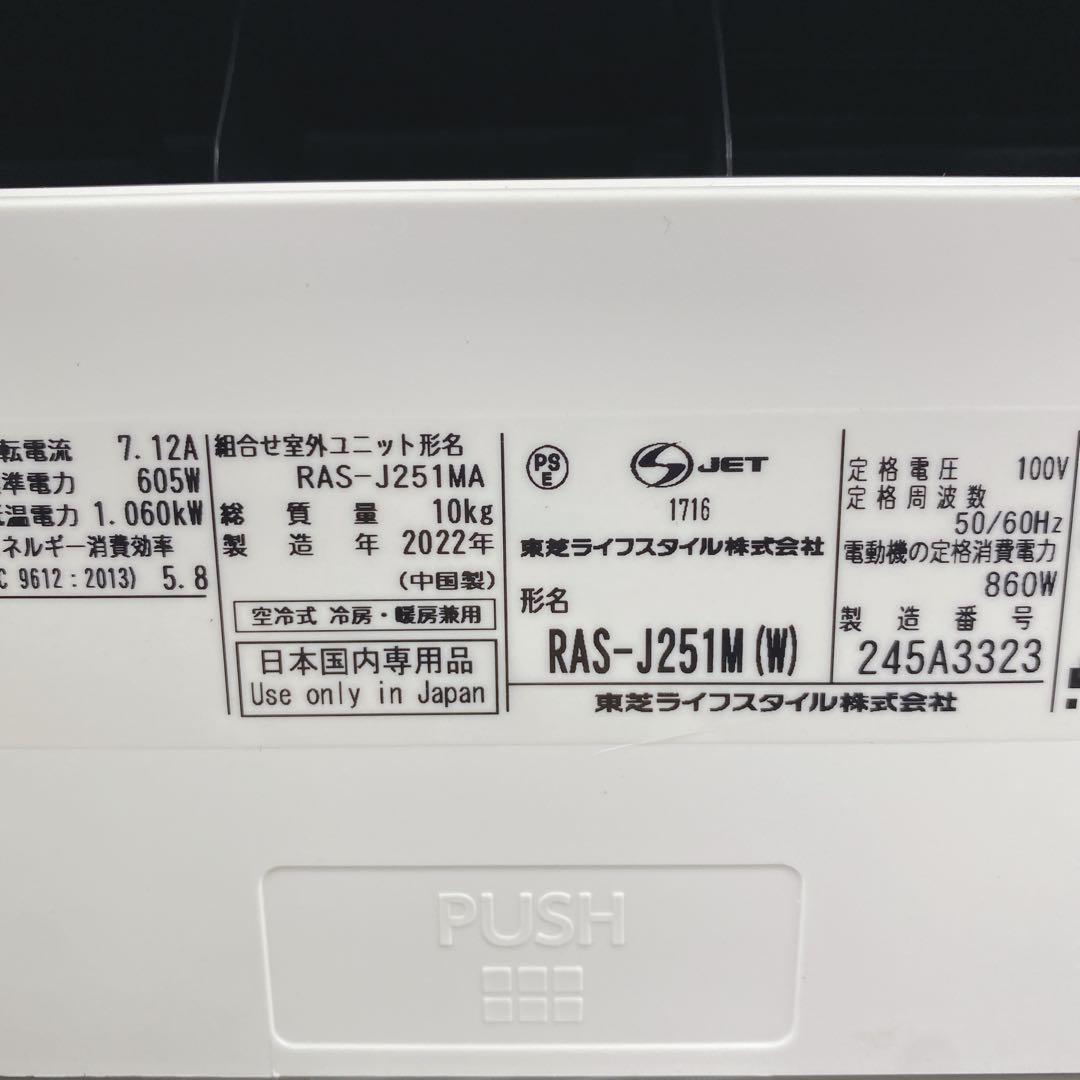 転電流 7.12A
準電力 605W
温電力 1.060kW
ネルギー消費効率
C 9612：2013) 5.8
組合せ室外ユニット形名
RAS-J251MA
総質量 10kg
製造年 2022年
(中国製)
空冷式 冷房・暖房兼用
日本国内専用品
Use only in Japan
PS
E
JET
1716
東芝ライフスタイル株式会社
形名
RAS-J251M(W)
定格電圧 100V
定格周波数
50/60Hz
電動機の定格消費電力
860W
製造番号
245A3323
東芝ライフスタイル株式会社
PUSH